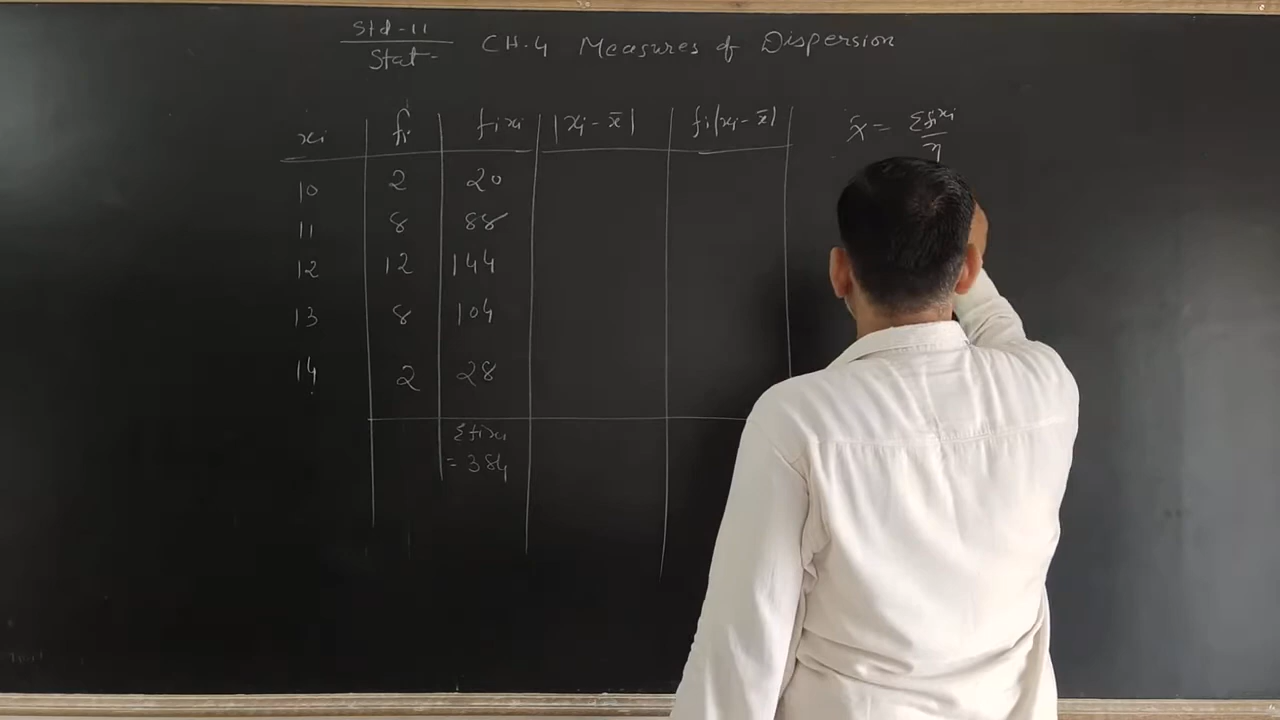 Std-11
Stat-
CH-4 Measures of Dispersion
xi fi fixi |xi - x̄| fi|xi - x̄|
10 2 20
11 8 88
12 12 144
13 8 104
14 2 28
Σfixi
= 384
x̄ = Σfixi
n